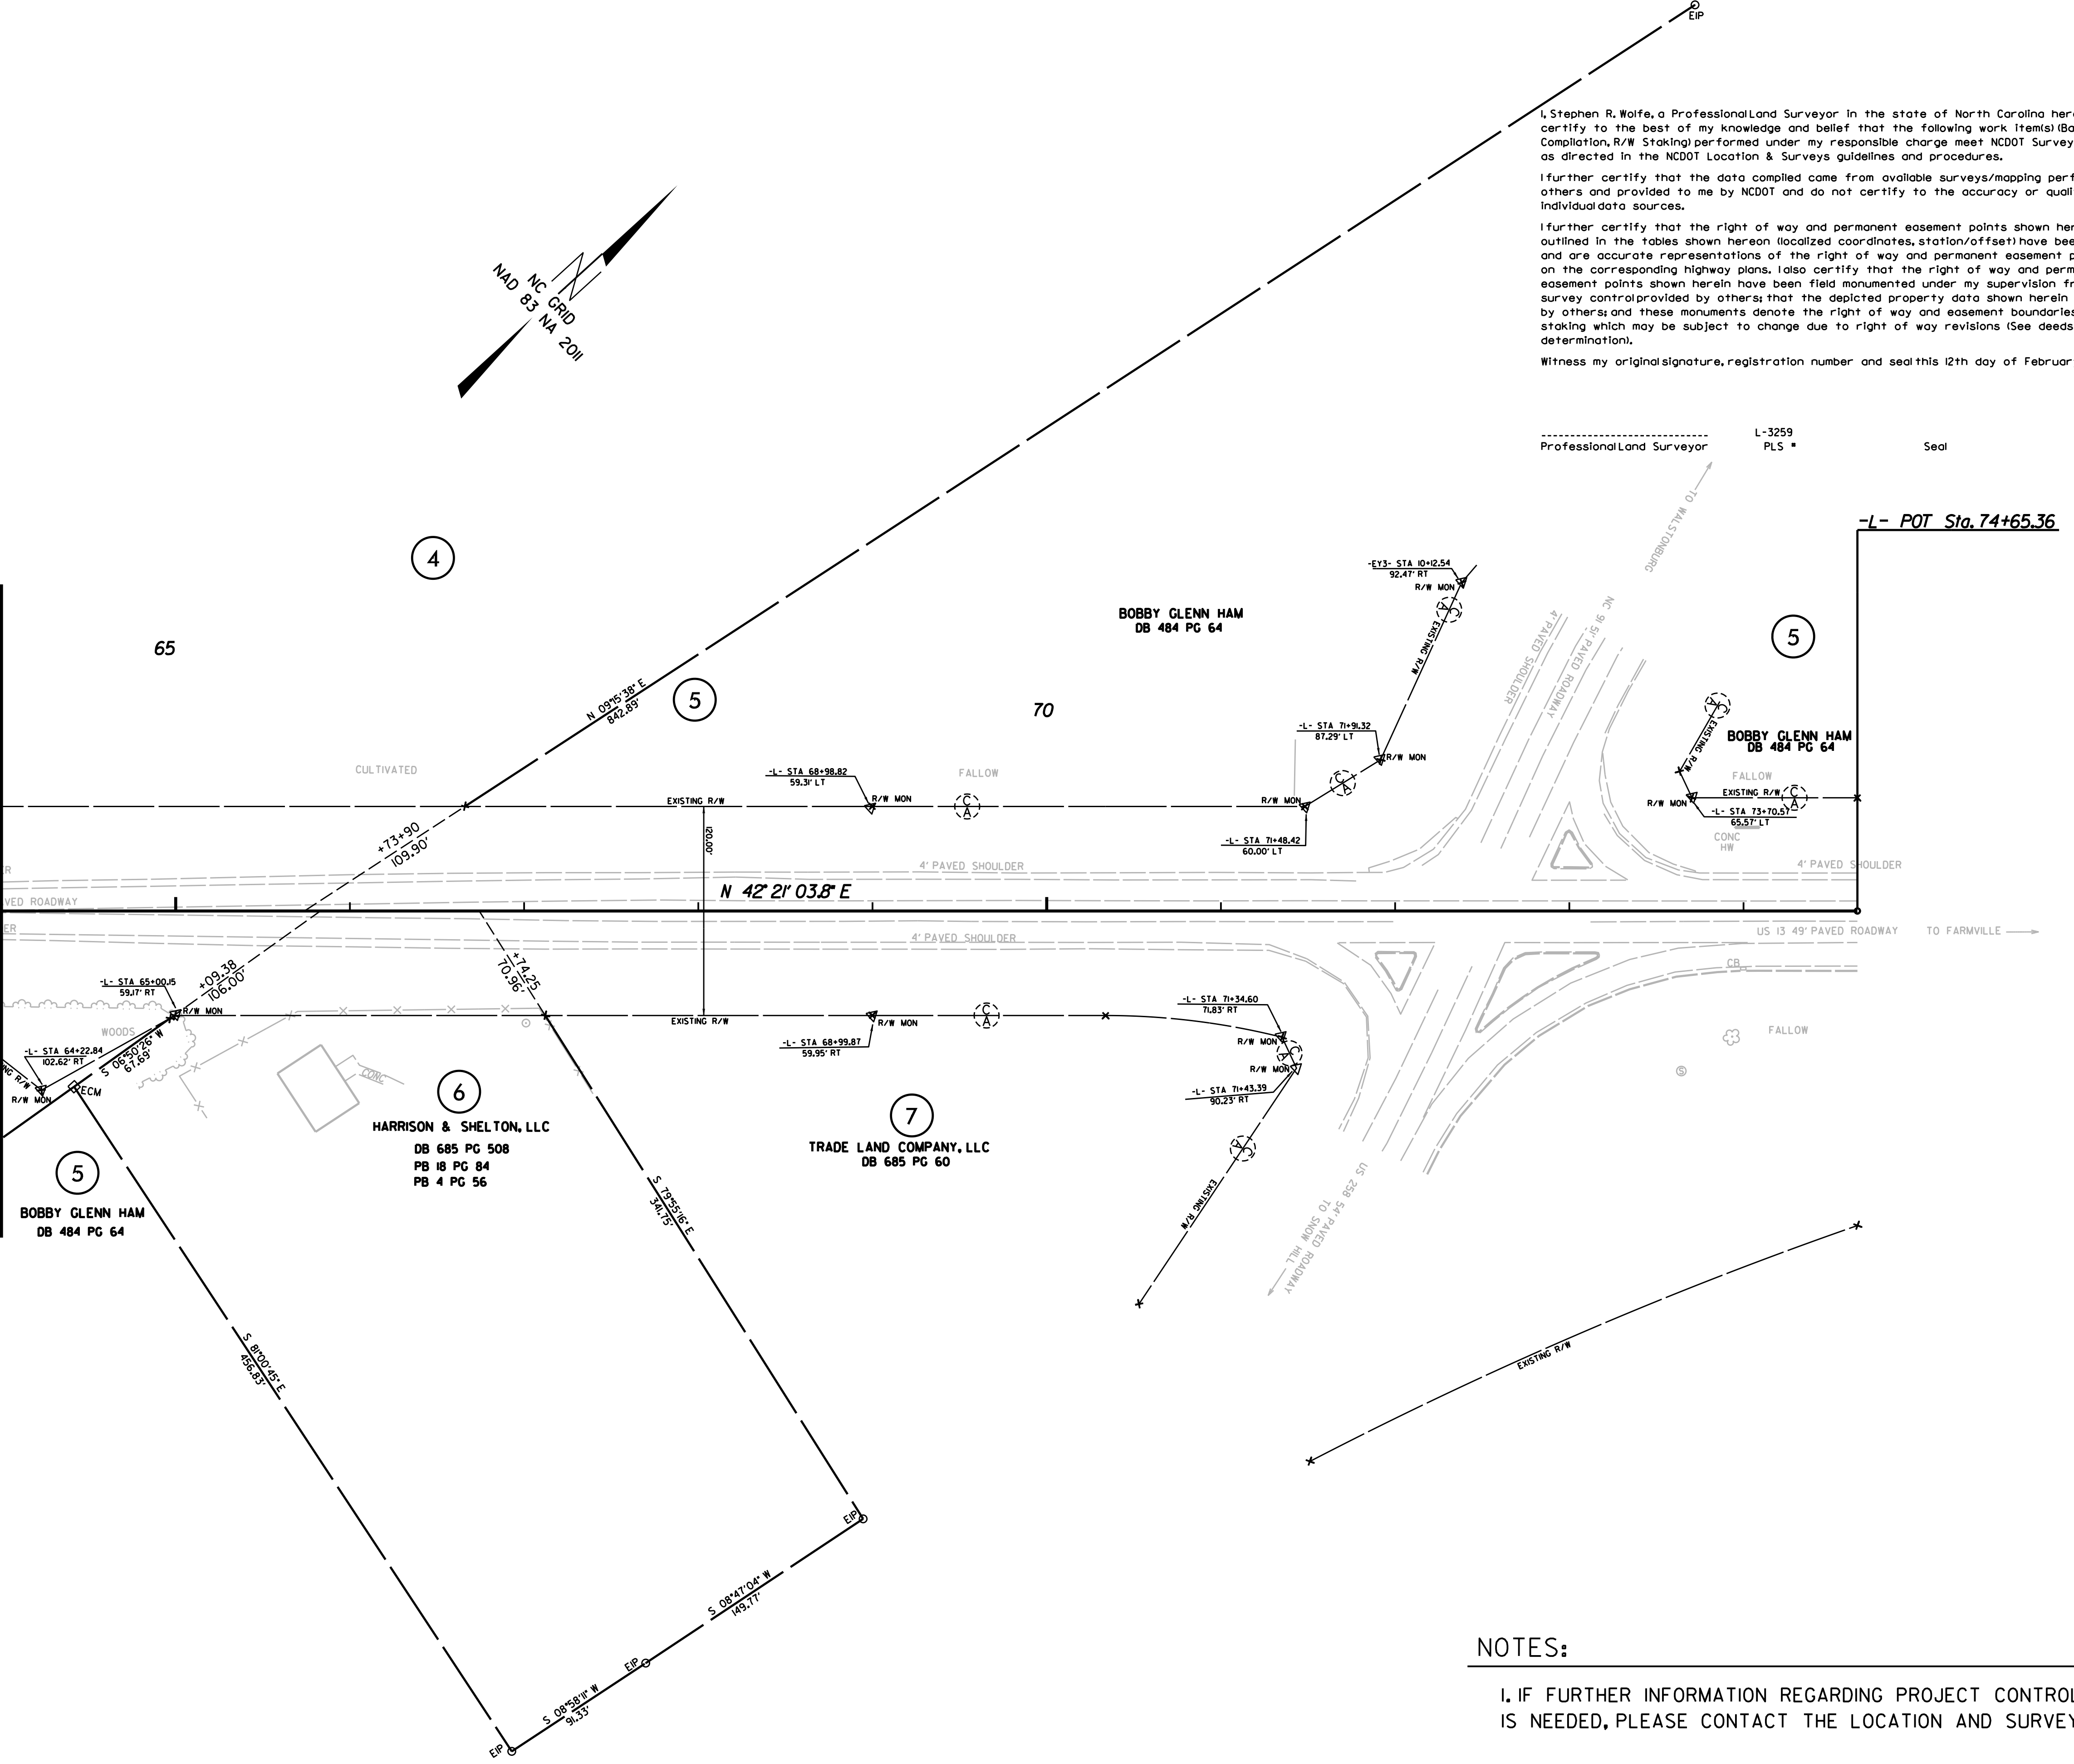 EIP
I, Stephen R. Wolfe, a Professional Land Surveyor in the state of North Carolina her
certify to the best of my knowledge and belief that the following work item(s) (Ba
Compilation, R/W Staking) performed under my responsible charge meet NCDOT Survey
as directed in the NCDOT Location & Surveys guidelines and procedures.
I further certify that the data compiled came from available surveys/mapping perf
others and provided to me by NCDOT and do not certify to the accuracy or quali
individual data sources.
I further certify that the right of way and permanent easement points shown her
outlined in the tables shown hereon (localized coordinates, station/offset) have bee
and are accurate representations of the right of way and permanent easement p
on the corresponding highway plans. I also certify that the right of way and perm
easement points shown herein have been field monumented under my supervision fr
survey control provided by others; that the depicted property data shown herein
by others; and these monuments denote the right of way and easement boundaries
staking which may be subject to change due to right of way revisions (See deeds
determination).
Witness my original signature, registration number and seal this 12th day of Februar
L-3259
Professional Land Surveyor PLS # Seal
NC GRID
NAD 83 NA 2011
-L- POT Sta. 74+65.36
TO WALSTONBURG
NC 91 51' PAVED ROADWAY
4' PAVED SHOULDER
4
65
5
70
5
BOBBY GLENN HAM
DB 484 PG 64
-EY3- STA 10+12.54
92.47' RT
R/W MON
C
A
EXISTING R/W
N 09°15'38" E
842.89'
-L- STA 71+91.32
87.29' LT
R/W MON
C
A
C
A
EXISTING R/W
BOBBY GLENN HAM
DB 484 PG 64
CULTIVATED
-L- STA 68+98.82
59.31' LT
R/W MON
FALLOW
FALLOW
EXISTING R/W
C
A
R/W MON
EXISTING R/W
C
A
R/W MON
-L- STA 73+70.57
65.57' LT
120.00'
+73+90
109.90'
-L- STA 71+48.42
60.00' LT
CONC
HW
4' PAVED SHOULDER
4' PAVED SHOULDER
ER
N 42° 21' 03.8" E
VED ROADWAY
ER
4' PAVED SHOULDER
US 13 49' PAVED ROADWAY
TO FARMVILLE
CB
+09.38
106.00'
+74.25
70.96'
-L- STA 65+00.15
59.17' RT
R/W MON
WOODS
EXISTING R/W
R/W MON
C
A
-L- STA 68+99.87
59.95' RT
-L- STA 71+34.60
71.83' RT
R/W MON
C
A
R/W MON
-L- STA 71+43.39
90.23' RT
FALLOW
S
-L- STA 64+22.84
102.62' RT
S 06°50'26" W
67.69'
NG R/W
R/W MON
ECM
CONC
6
HARRISON & SHELTON, LLC
DB 685 PG 508
PB 18 PG 84
PB 4 PG 56
7
TRADE LAND COMPANY, LLC
DB 685 PG 60
C
A
EXISTING R/W
US 258 54' PAVED ROADWAY
TO SNOW HILL
5
BOBBY GLENN HAM
DB 484 PG 64
S 79°55'16" E
341.75'
S 81°00'45" E
456.83'
EXISTING R/W
EIP
S 08°47'04" W
149.77'
EIP
S 08°58'11" W
91.33'
EIP
NOTES:
1. IF FURTHER INFORMATION REGARDING PROJECT CONTROL
IS NEEDED, PLEASE CONTACT THE LOCATION AND SURVEY